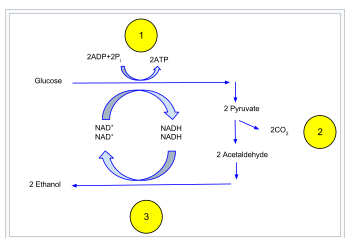 1
2ADP+2Pᵢ 2ATP
Glucose
2 Pyruvate
NAD⁺ NADH
NAD⁺ NADH
2CO₂ 2
2 Acetaldehyde
2 Ethanol
3